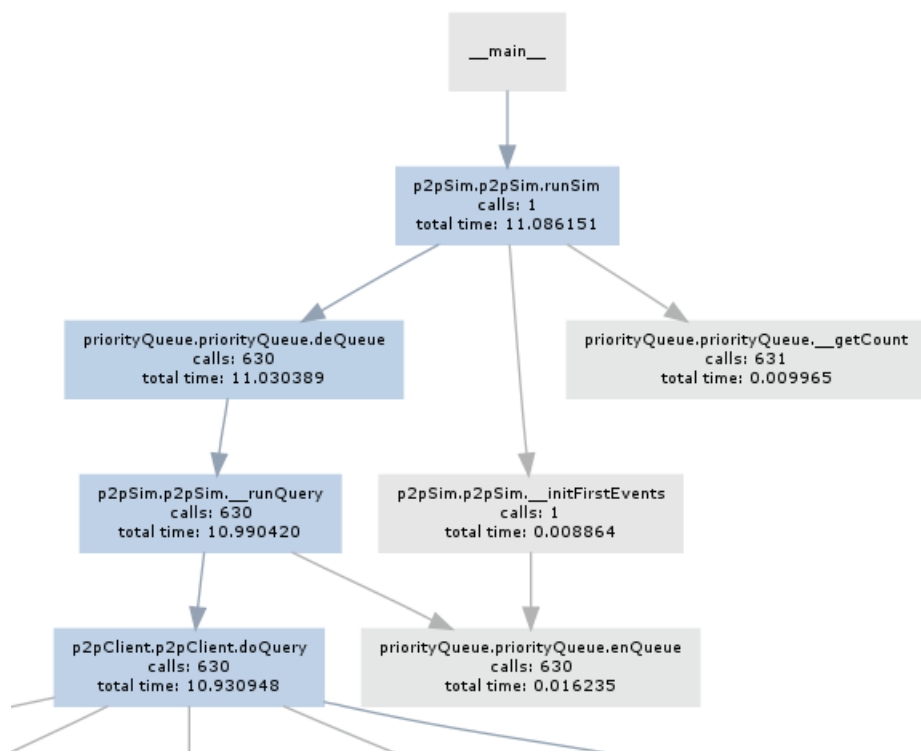 __main__
p2pSim.p2pSim.runSim
calls: 1
total time: 11.086151
priorityQueue.priorityQueue.deQueue
calls: 630
total time: 11.030389
priorityQueue.priorityQueue.__getCount
calls: 631
total time: 0.009965
p2pSim.p2pSim.__runQuery
calls: 630
total time: 10.990420
p2pSim.p2pSim.__initFirstEvents
calls: 1
total time: 0.008864
p2pClient.p2pClient.doQuery
calls: 630
total time: 10.930948
priorityQueue.priorityQueue.enQueue
calls: 630
total time: 0.016235